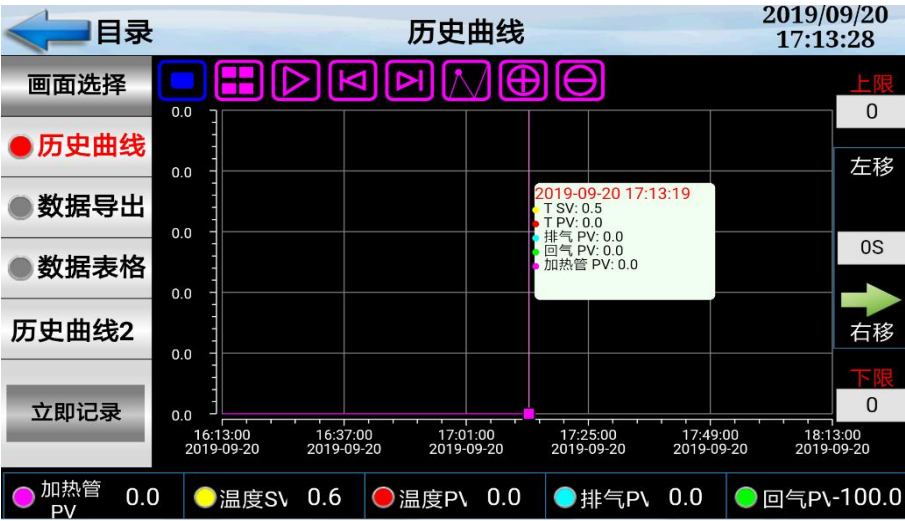 目录
历史曲线
2019/09/20
17:13:28
画面选择
历史曲线
数据导出
数据表格
历史曲线2
立即记录
0.0
0.0
0.0
0.0
0.0
0.0
2019-09-20 17:13:19
T SV: 0.5
T PV: 0.0
排气 PV: 0.0
回气 PV: 0.0
加热管 PV: 0.0
16:13:00 16:37:00 17:01:00 17:25:00 17:49:00 18:13:00
2019-09-20 2019-09-20 2019-09-20 2019-09-20 2019-09-20 2019-09-20
上限
0
左移
0S
右移
下限
0
加热管
PV
0.0
温度SV 0.6
温度PV 0.0
排气PV 0.0
回气PV -100.0